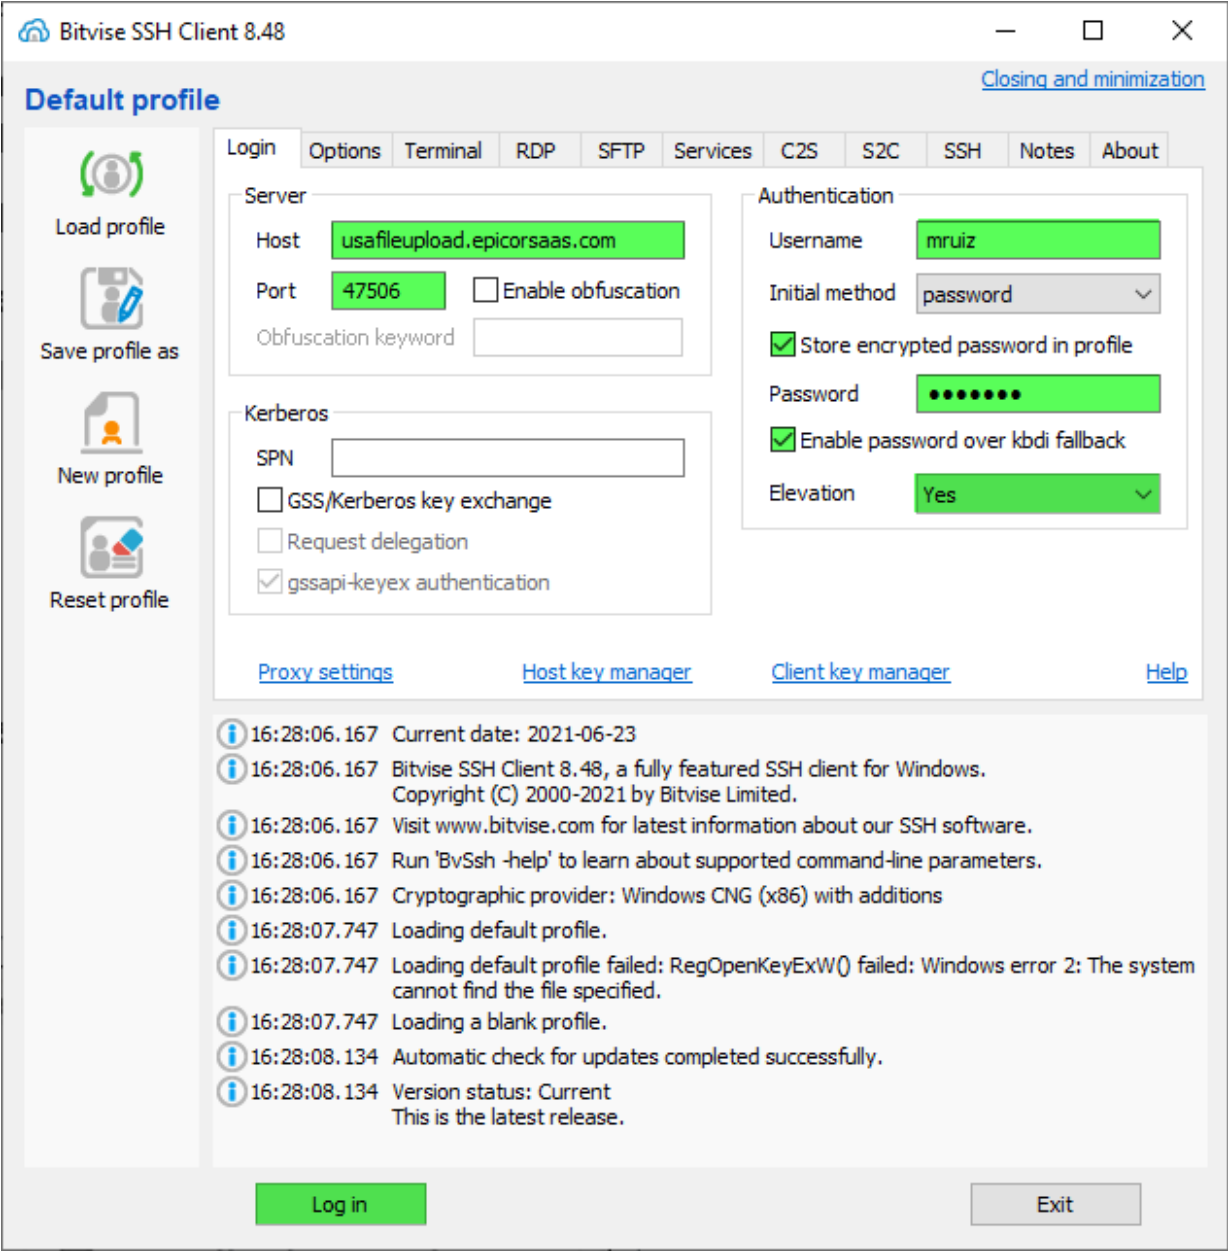 Bitvise SSH Client 8.48
Closing and minimization
Default profile
Load profile
Save profile as
New profile
Reset profile
Login Options Terminal RDP SFTP Services C2S S2C SSH Notes About
Server
Host usafileupload.epicorsaas.com
Port 47506 Enable obfuscation
Obfuscation keyword
Kerberos
SPN
GSS/Kerberos key exchange
Request delegation
gssapi-keyex authentication
Authentication
Username mruiz
Initial method password
Store encrypted password in profile
Password •••••••
Enable password over kbdi fallback
Elevation Yes
Proxy settings Host key manager Client key manager Help
16:28:06.167 Current date: 2021-06-23
16:28:06.167 Bitvise SSH Client 8.48, a fully featured SSH client for Windows.
Copyright (C) 2000-2021 by Bitvise Limited.
16:28:06.167 Visit www.bitvise.com for latest information about our SSH software.
16:28:06.167 Run 'BvSsh -help' to learn about supported command-line parameters.
16:28:06.167 Cryptographic provider: Windows CNG (x86) with additions
16:28:07.747 Loading default profile.
16:28:07.747 Loading default profile failed: RegOpenKeyExW() failed: Windows error 2: The system
cannot find the file specified.
16:28:07.747 Loading a blank profile.
16:28:08.134 Automatic check for updates completed successfully.
16:28:08.134 Version status: Current
This is the latest release.
Log in Exit